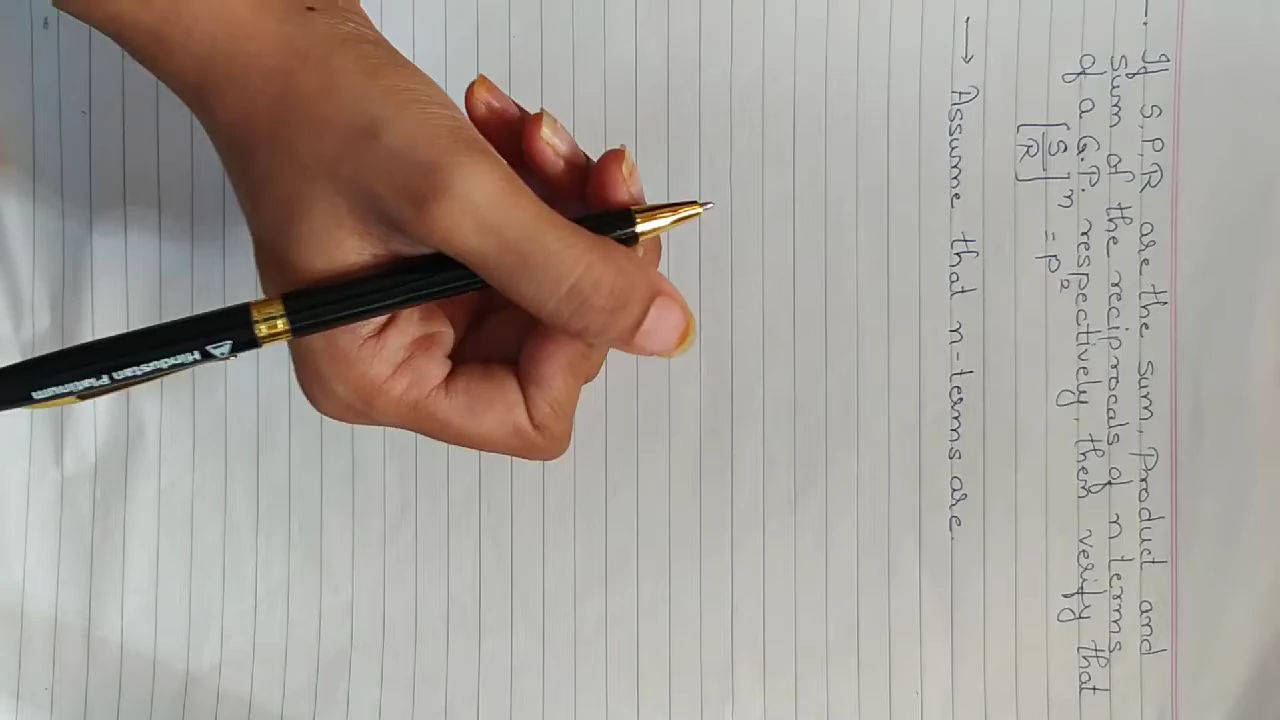 →. If S, P, R are the sum, product and
sum of the reciprocals of n terms
of a G.P. respectively, then verify that
[S/R]ⁿ = p²
→ Assume that n-terms are.
Hindustan Platinum